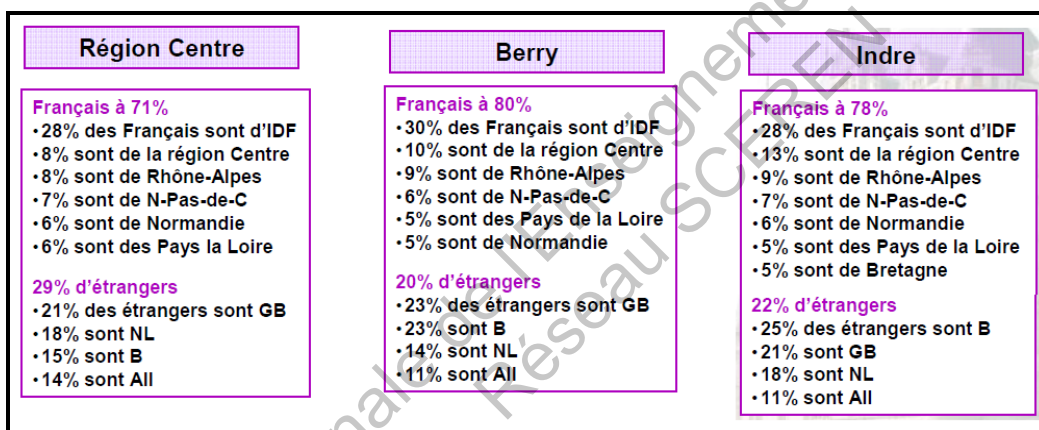 Région Centre
Français à 71%
•28% des Français sont d'IDF
•8% sont de la région Centre
•8% sont de Rhône-Alpes
•7% sont de N-Pas-de-C
•6% sont de Normandie
•6% sont des Pays la Loire
29% d'étrangers
•21% des étrangers sont GB
•18% sont NL
•15% sont B
•14% sont All
Berry
Français à 80%
•30% des Français sont d'IDF
•10% sont de la région Centre
•9% sont de Rhône-Alpes
•6% sont de N-Pas-de-C
•5% sont des Pays de la Loire
•5% sont de Normandie
20% d'étrangers
•23% des étrangers sont GB
•23% sont B
•14% sont NL
•11% sont All
Indre
Français à 78%
•28% des Français sont d'IDF
•13% sont de la région Centre
•9% sont de Rhône-Alpes
•7% sont de N-Pas-de-C
•6% sont de Normandie
•5% sont des Pays de la Loire
•5% sont de Bretagne
22% d'étrangers
•25% des étrangers sont B
•21% sont GB
•18% sont NL
•11% sont All
nale de l'Enseigneme
Réseau SCEREN